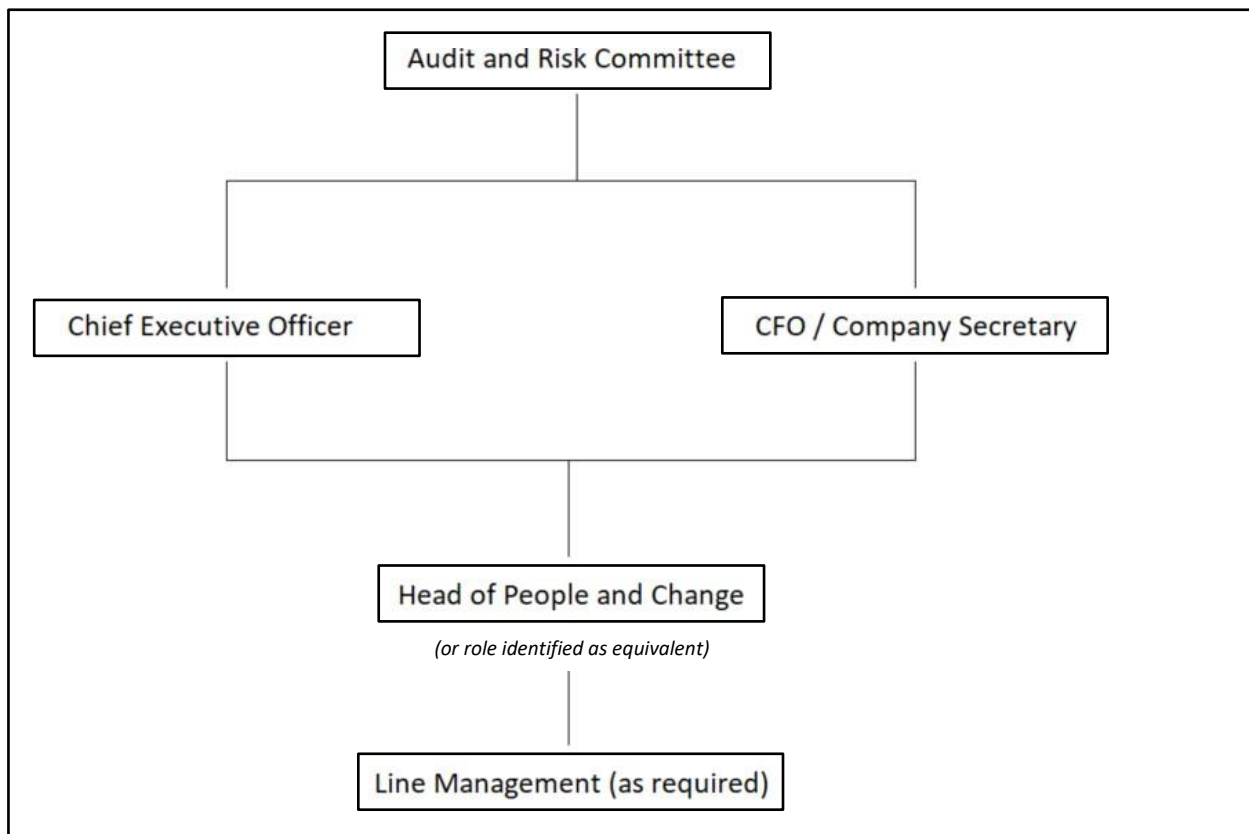 Audit and Risk Committee
Chief Executive Officer
CFO / Company Secretary
Head of People and Change
(or role identified as equivalent)
Line Management (as required)